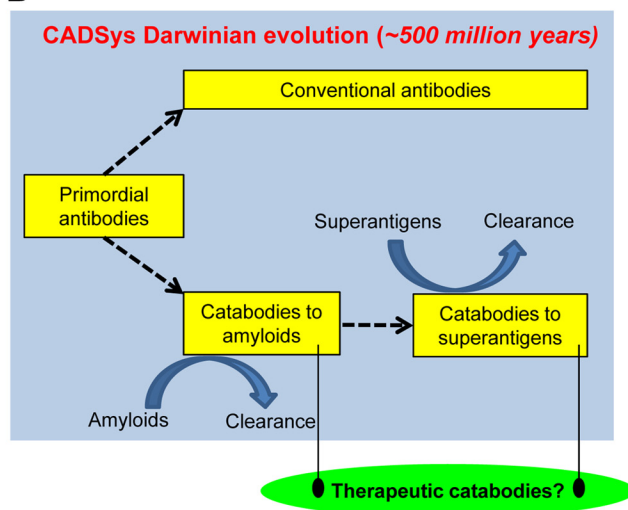 CADSys Darwinian evolution (~500 million years)
Conventional antibodies
Primordial
antibodies
Superantigens
Clearance
Catabodies to
amyloids
Catabodies to
superantigens
Amyloids
Clearance
Therapeutic catabodies?